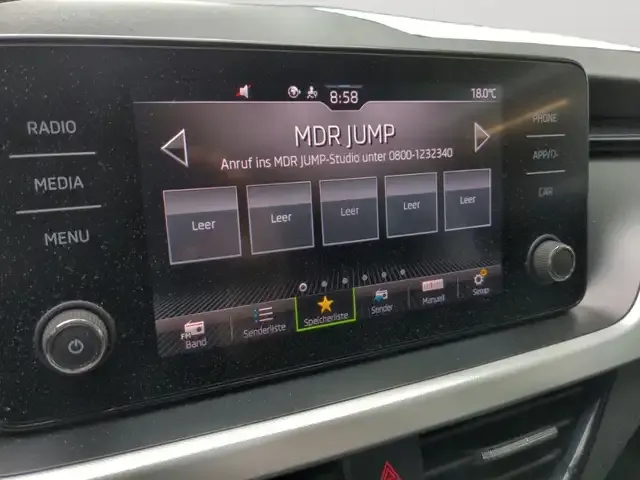 8:58
18.0°C
RADIO
MEDIA
MENU
MDR JUMP
Anruf ins MDR JUMP-Studio unter 0800-1232340
Leer
Leer
Leer
Leer
Leer
FM
Band
Senderliste
Speicherliste
Sender
Manuell
Setup
PHONE
APP/
CAR